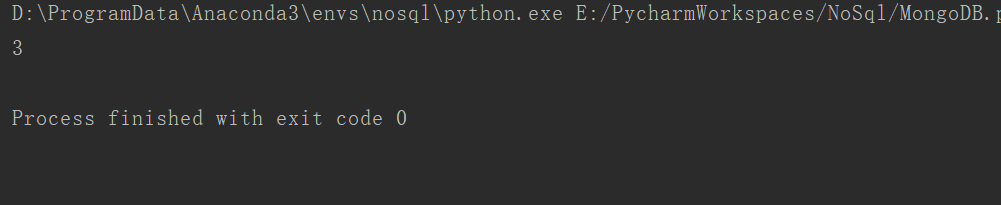 D:\ProgramData\Anaconda3\envs\nosql\python.exe E:/PycharmWorkspaces/NoSql/MongoDB.p
3
Process finished with exit code 0